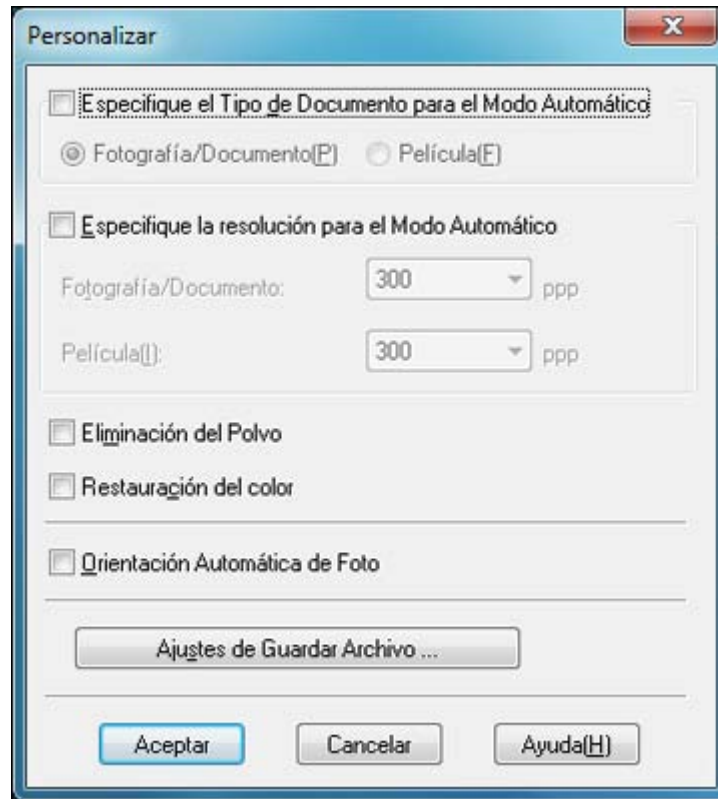 Personalizar
Especifique el Tipo de Documento para el Modo Automático
Fotografía/Documento(P) Película(F)
Especifique la resolución para el Modo Automático
Fotografía/Documento: 300 ppp
Película(I): 300 ppp
Eliminación del Polvo
Restauración del color
Orientación Automática de Foto
Ajustes de Guardar Archivo ...
Aceptar Cancelar Ayuda(H)